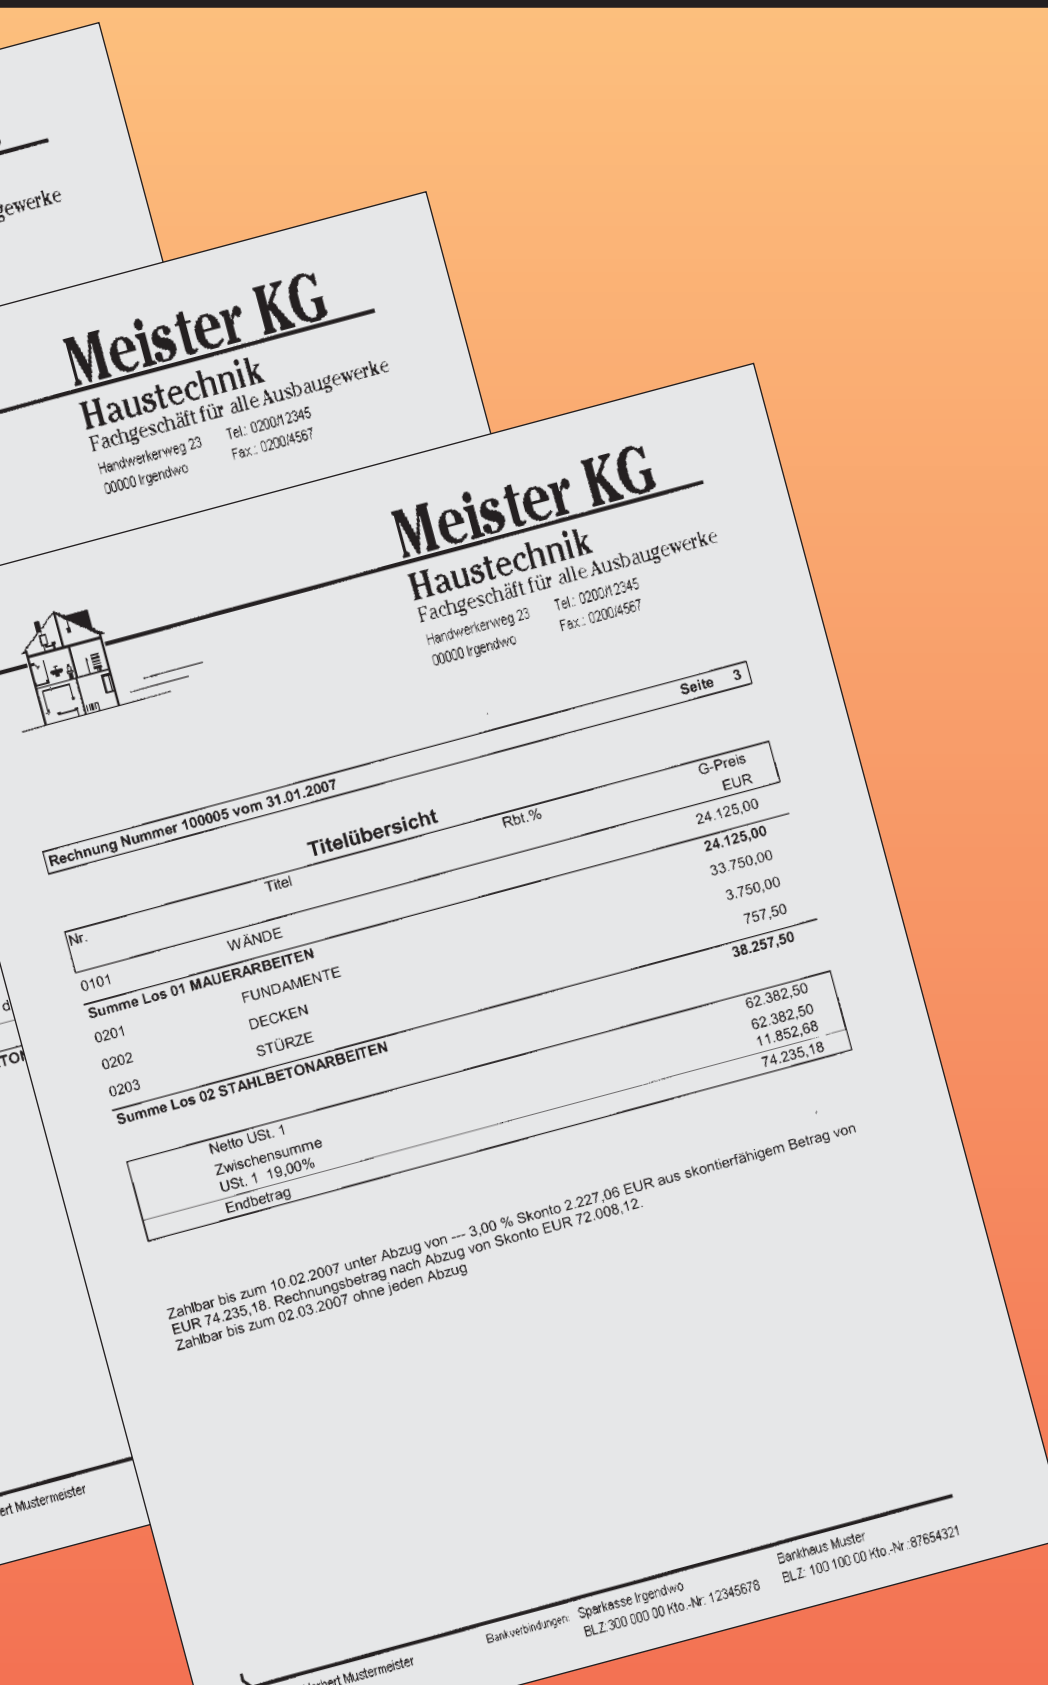 gewerke
Meister KG
Haustechnik
Fachgeschäft für alle Ausbaugewerke
Handwerkerweg 23 Tel.: 0200/12345
00000 Irgendwo Fax.: 0200/4567
Meister KG
Haustechnik
Fachgeschäft für alle Ausbaugewerke
Handwerkerweg 23 Tel.: 0200/12345
00000 Irgendwo Fax.: 0200/4567
Seite 3
Rechnung Nummer 100005 vom 31.01.2007
Titelübersicht
Nr. Titel Rbt.% G-Preis
EUR
0101 WÄNDE 24.125,00
Summe Los 01 MAUERARBEITEN 24.125,00
0201 FUNDAMENTE 33.750,00
0202 DECKEN 3.750,00
0203 STÜRZE 757,50
Summe Los 02 STAHLBETONARBEITEN 38.257,50
Netto USt. 1 62.382,50
Zwischensumme 62.382,50
USt. 1 19,00% 11.852,68
Endbetrag 74.235,18
Zahlbar bis zum 10.02.2007 unter Abzug von --- 3,00 % Skonto 2.227,06 EUR aus skontierfähigem Betrag von
EUR 74.235,18. Rechnungsbetrag nach Abzug von Skonto EUR 72.008,12.
Zahlbar bis zum 02.03.2007 ohne jeden Abzug
ert Mustermeister
Bankverbindungen: Sparkasse Irgendwo Bankhaus Muster
BLZ:300 000 00 Kto.-Nr: 12345678 BLZ: 100 100 00 Kto.-Nr.:87654321
Mustermeister